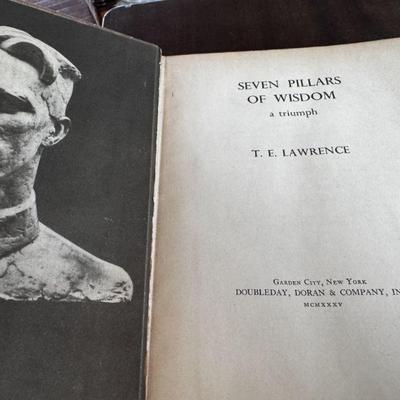 SEVEN PILLARS
OF WISDOM
a triumph
T. E. LAWRENCE
GARDEN CITY, NEW YORK
DOUBLEDAY, DORAN & COMPANY, IN
MCMXXXV